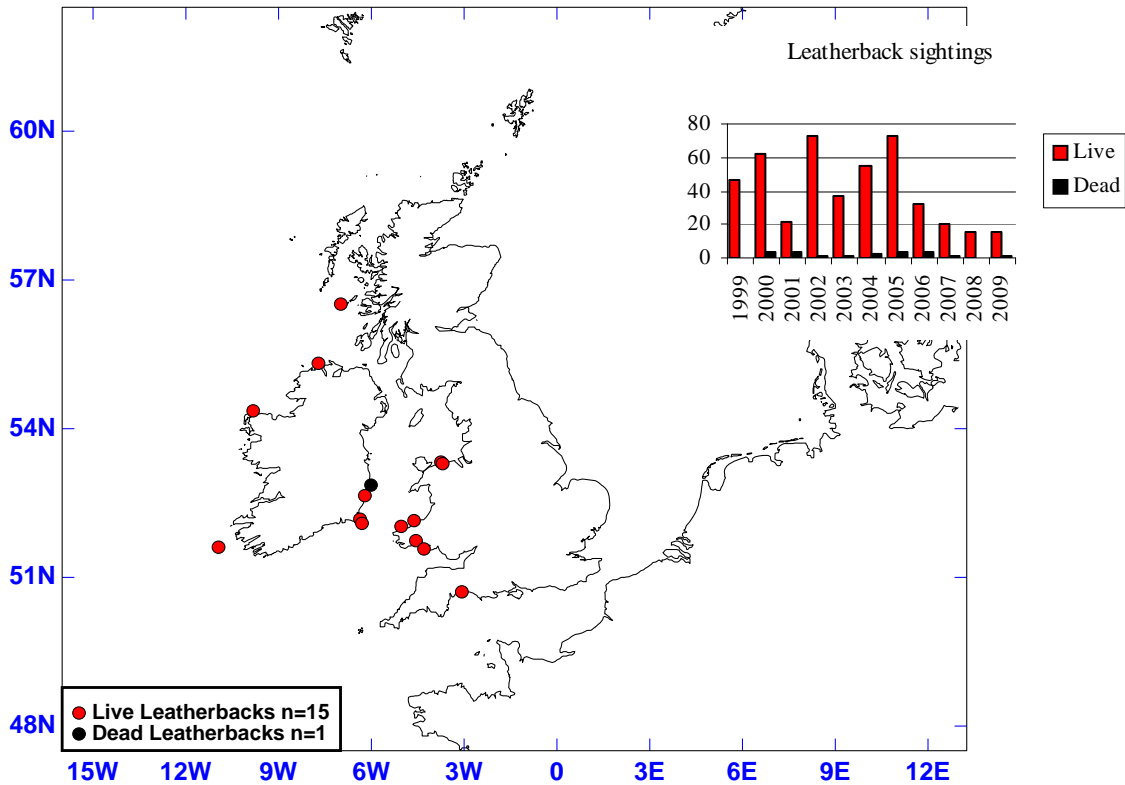 Leatherback sightings
80
60
40
20
0
1999
2000
2001
2002
2003
2004
2005
2006
2007
2008
2009
Live
Dead
60N
57N
54N
51N
48N
Live Leatherbacks n=15
Dead Leatherbacks n=1
15W 12W 9W 6W 3W 0 3E 6E 9E 12E